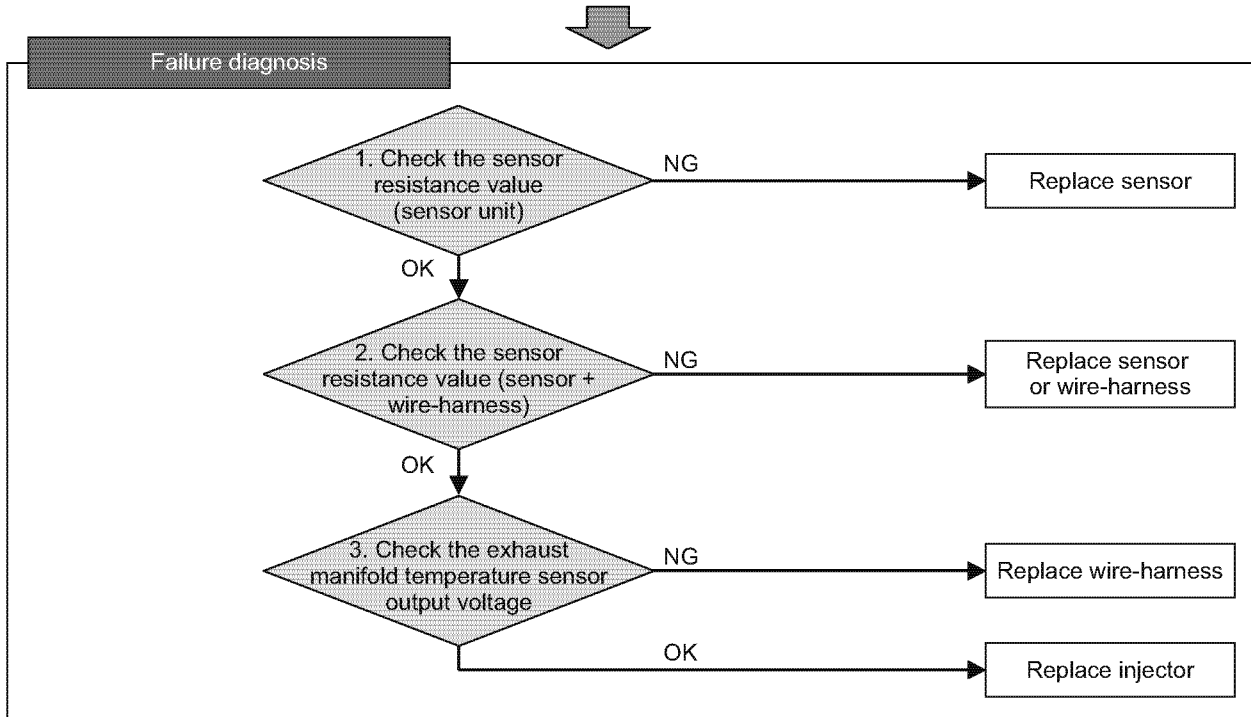 Failure diagnosis
1. Check the sensor
resistance value
(sensor unit)
NG
Replace sensor
OK
2. Check the sensor
resistance value (sensor +
wire-harness)
NG
Replace sensor
or wire-harness
OK
3. Check the exhaust
manifold temperature sensor
output voltage
NG
Replace wire-harness
OK
Replace injector